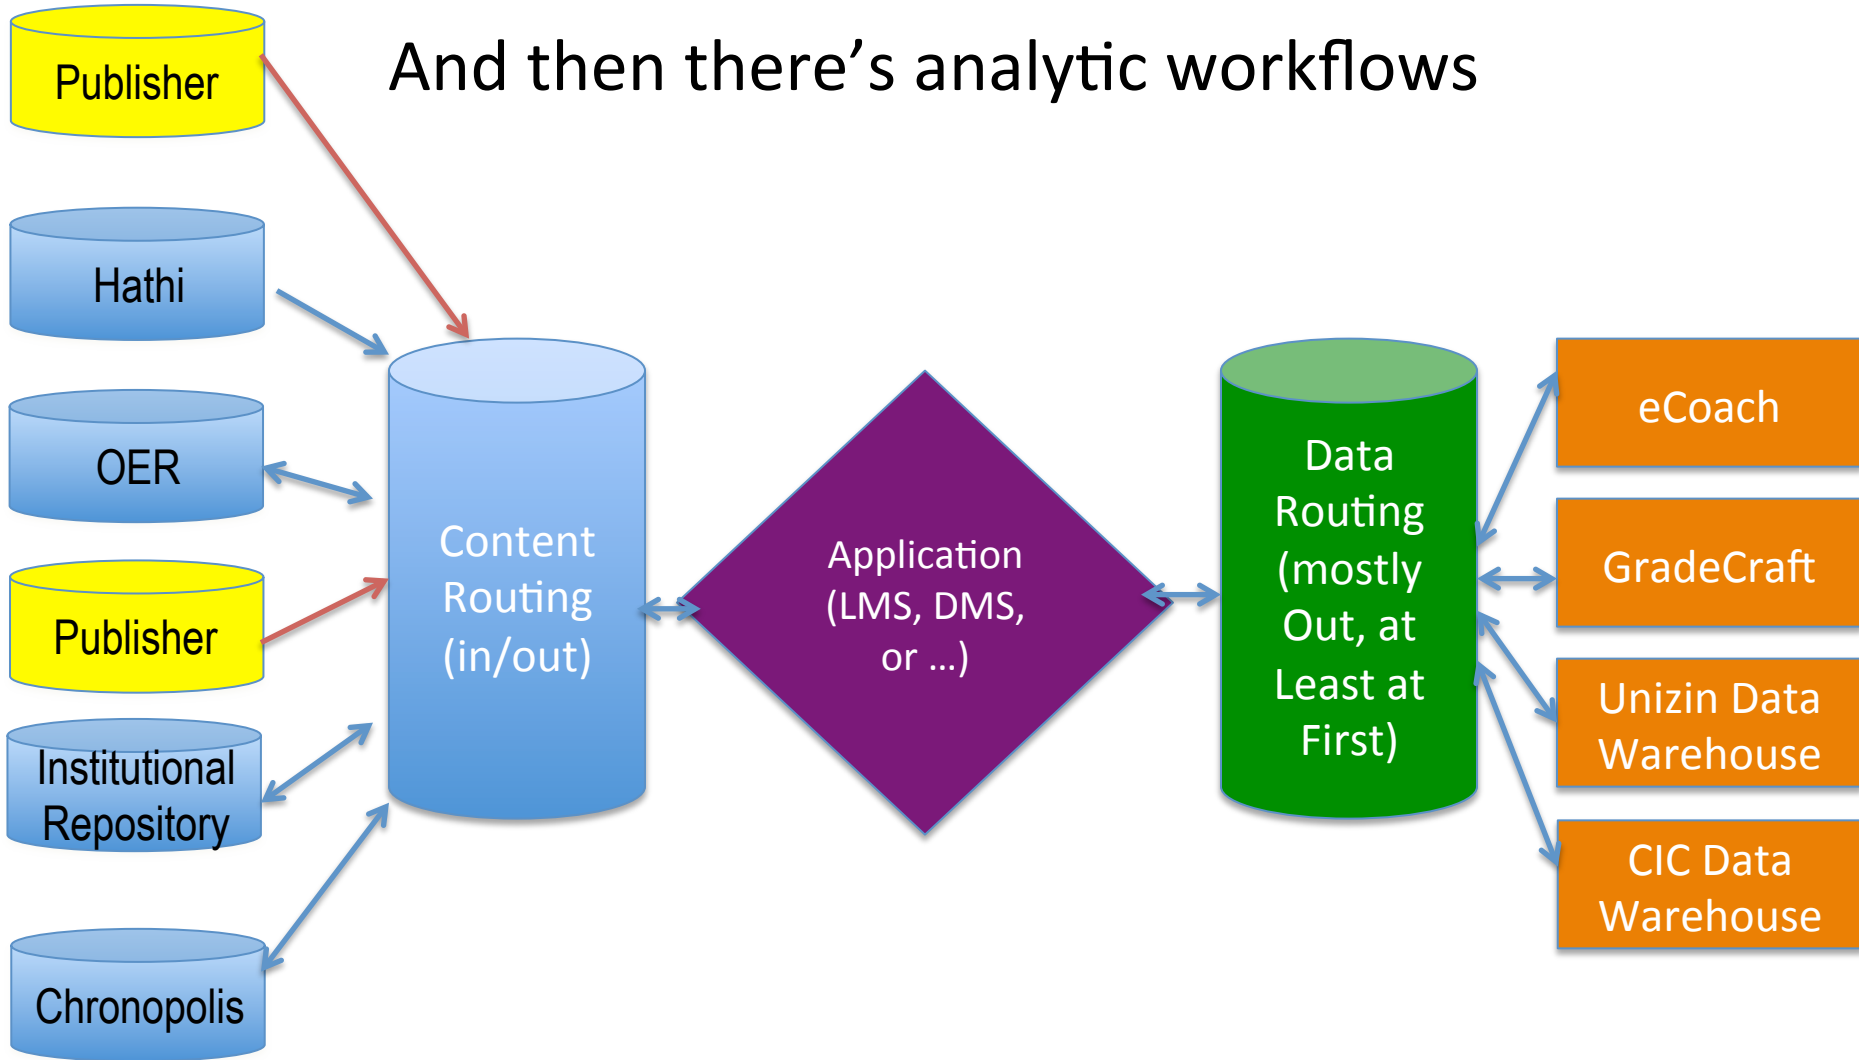 And then there's analytic workflows
Publisher
Hathi
OER
Publisher
Institutional
Repository
Chronopolis
Content
Routing
(in/out)
Application
(LMS, DMS,
or …)
Data
Routing
(mostly
Out, at
Least at
First)
eCoach
GradeCraft
Unizin Data
Warehouse
CIC Data
Warehouse